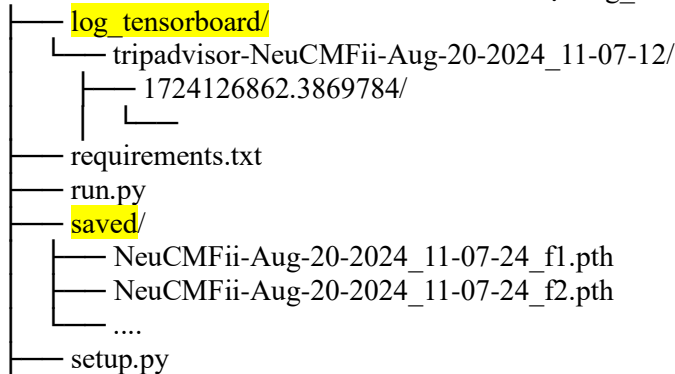 log_tensorboard/
tripadvisor-NeuCMFii-Aug-20-2024_11-07-12/
1724126862.3869784/
requirements.txt
run.py
saved/
NeuCMFii-Aug-20-2024_11-07-24_f1.pth
NeuCMFii-Aug-20-2024_11-07-24_f2.pth
....
setup.py